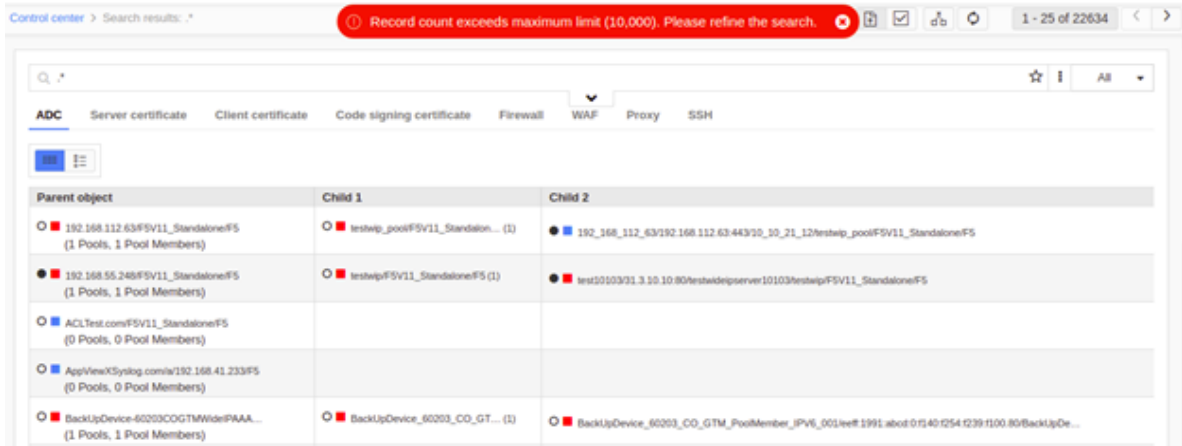 Control center > Search results: .*
Record count exceeds maximum limit (10,000). Please refine the search.
1 - 25 of 22634
.*
All
ADC Server certificate Client certificate Code signing certificate Firewall WAF Proxy SSH
Parent object Child 1 Child 2
192.168.112.63/F5V11_Standalone/F5 testwip_pool/F5V11_Standalon... (1) 192_168_112_63/192.168.112.63:443/10_10_21_12/testwip_pool/F5V11_Standalone/F5
(1 Pools, 1 Pool Members)
192.168.55.248/F5V11_Standalone/F5 testwip/F5V11_Standalone/F5 (1) test10103/31.3.10.10:80/testwideipserver10103/testwip/F5V11_Standalone/F5
(1 Pools, 1 Pool Members)
ACLTest.com/F5V11_Standalone/F5
(0 Pools, 0 Pool Members)
AppViewXSyslog.com/a/192.168.41.233/F5
(0 Pools, 0 Pool Members)
BackUpDevice-60203COGTMWideIPAAA... BackUpDevice_60203_CO_GT... (1) BackUpDevice_60203_CO_GTM_PoolMember_IPV6_001/eeff:1991:abcd:0:f140:f254:f239:f100.80/BackUpDe...
(1 Pools, 1 Pool Members)